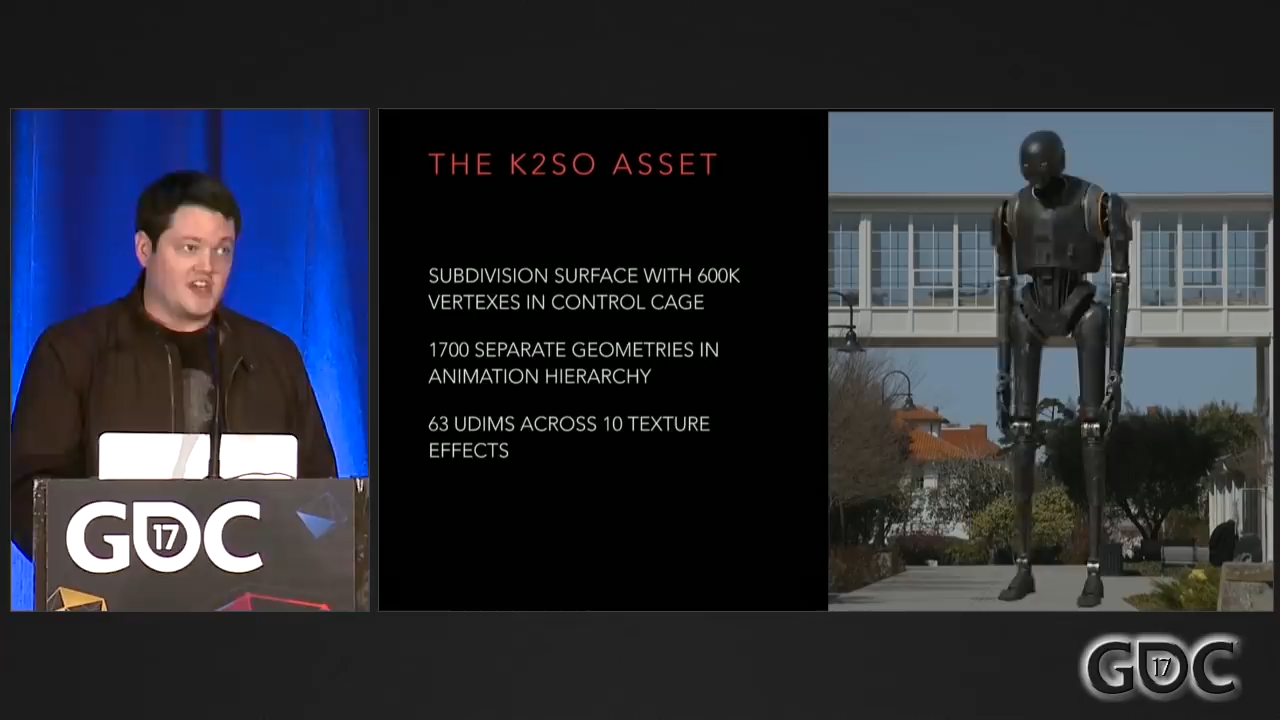 THE K2SO ASSET
SUBDIVISION SURFACE WITH 600K
VERTEXES IN CONTROL CAGE
1700 SEPARATE GEOMETRIES IN
ANIMATION HIERARCHY
63 UDIMS ACROSS 10 TEXTURE
EFFECTS
GDC
17
GDC
17